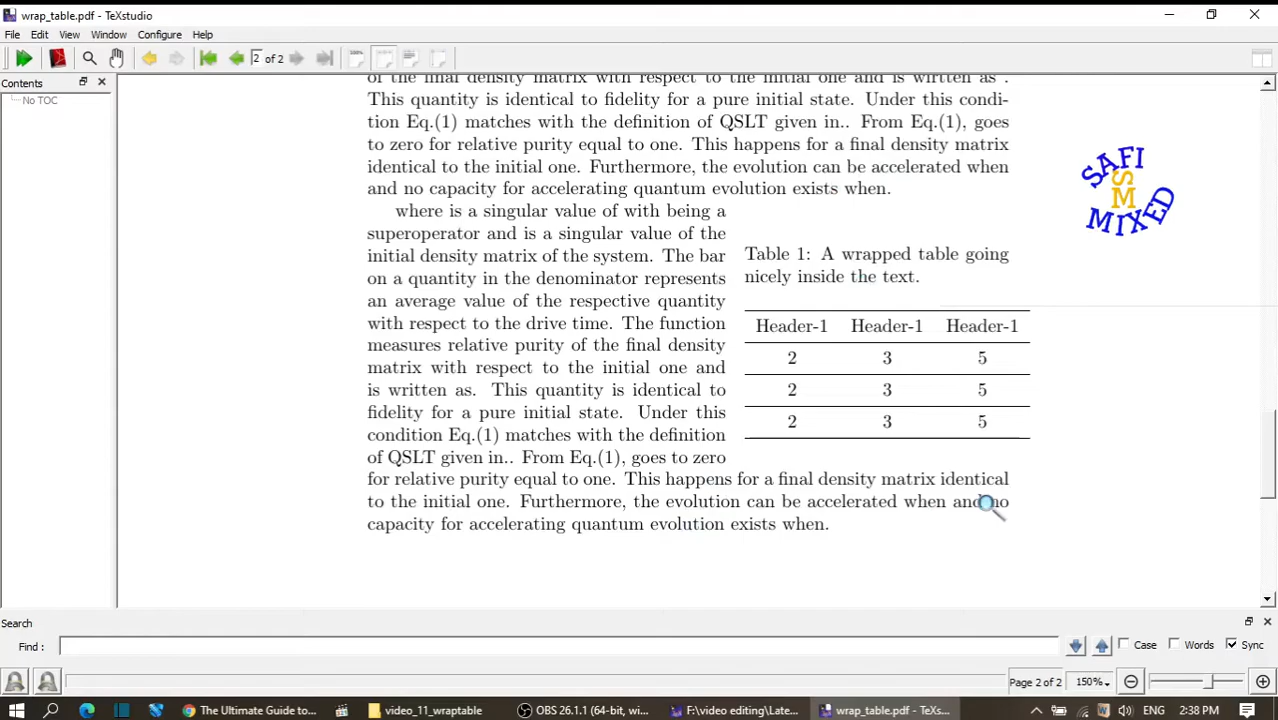 wrap_table.pdf - TeXstudio
File Edit View Window Configure Help
2 of 2
Contents
No TOC
of the final density matrix with respect to the initial one and is wirtten as .
This quantity is identical to fidelity for a pure initial state. Under this condi-
tion Eq.(1) matches with the definition of QSLT given in.. From Eq.(1), goes
to zero for relative purity equal to one. This happens for a final density matrix
identical to the initial one. Furthermore, the evolution can be accelerated when
and no capacity for accelerating quantum evolution exists when.
where is a singular value of with being a
superoperator and is a singular value of the
initial density matrix of the system. The bar
on a quantity in the denominator represents
an average value of the respective quantity
with respect to the drive time. The function
measures relative purity of the final density
matrix with respect to the initial one and
is written as. This quantity is identical to
fidelity for a pure initial state. Under this
condition Eq.(1) matches with the definition
of QSLT given in.. From Eq.(1), goes to zero
for relative purity equal to one. This happens for a final density matrix identical
to the initial one. Furthermore, the evolution can be accelerated when and no
capacity for accelerating quantum evolution exists when.
Table 1: A wrapped table going
nicely inside the text.
Header-1 Header-1 Header-1
2 3 5
2 3 5
2 3 5
SAFI
SM
MIXED
Search
Find :
Case Words Sync
Page 2 of 2 150%
The Ultimate Guide to... video_11_wraptable OBS 26.1.1 (64-bit, wi... F:\video editing\Late... wrap_table.pdf - TeXs... ENG 2:38 PM